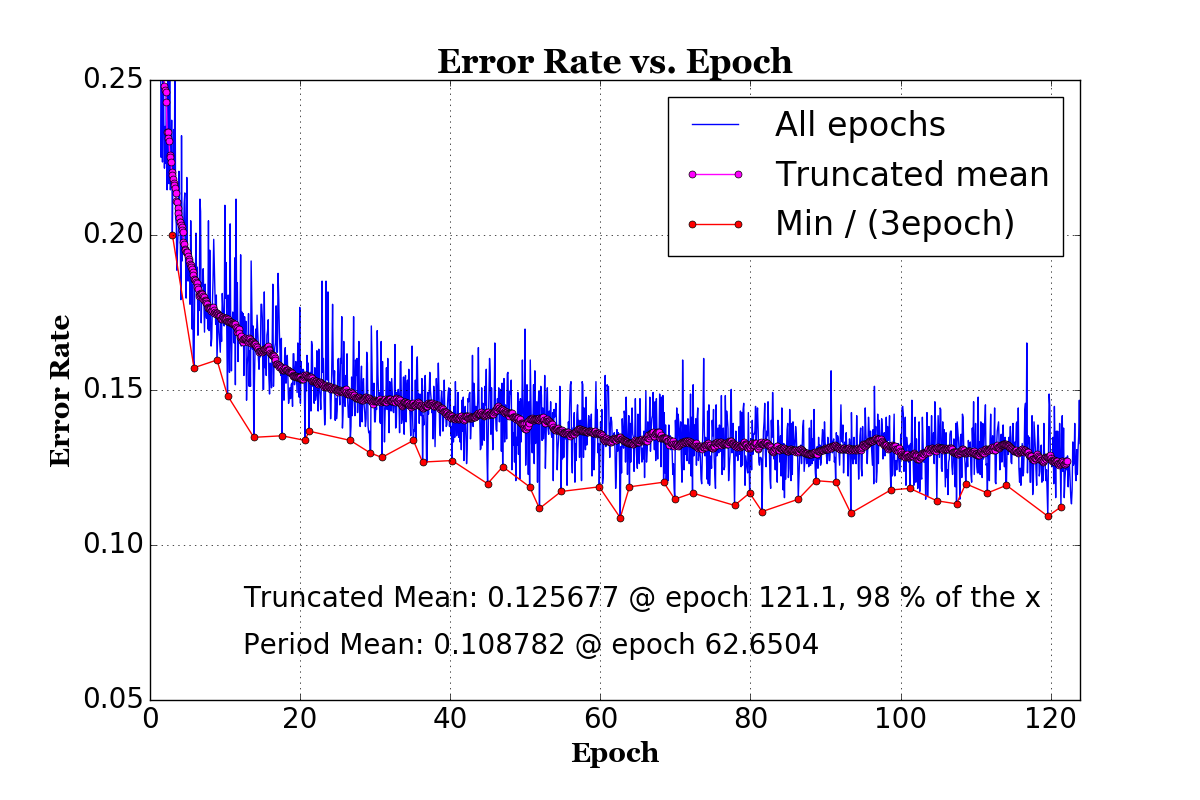 Error Rate vs. Epoch
0.25
0.20
0.15
0.10
0.05
Error Rate
All epochs
Truncated mean
Min / (3epoch)
Truncated Mean: 0.125677 @ epoch 121.1, 98 % of the x
Period Mean: 0.108782 @ epoch 62.6504
0 20 40 60 80 100 120
Epoch